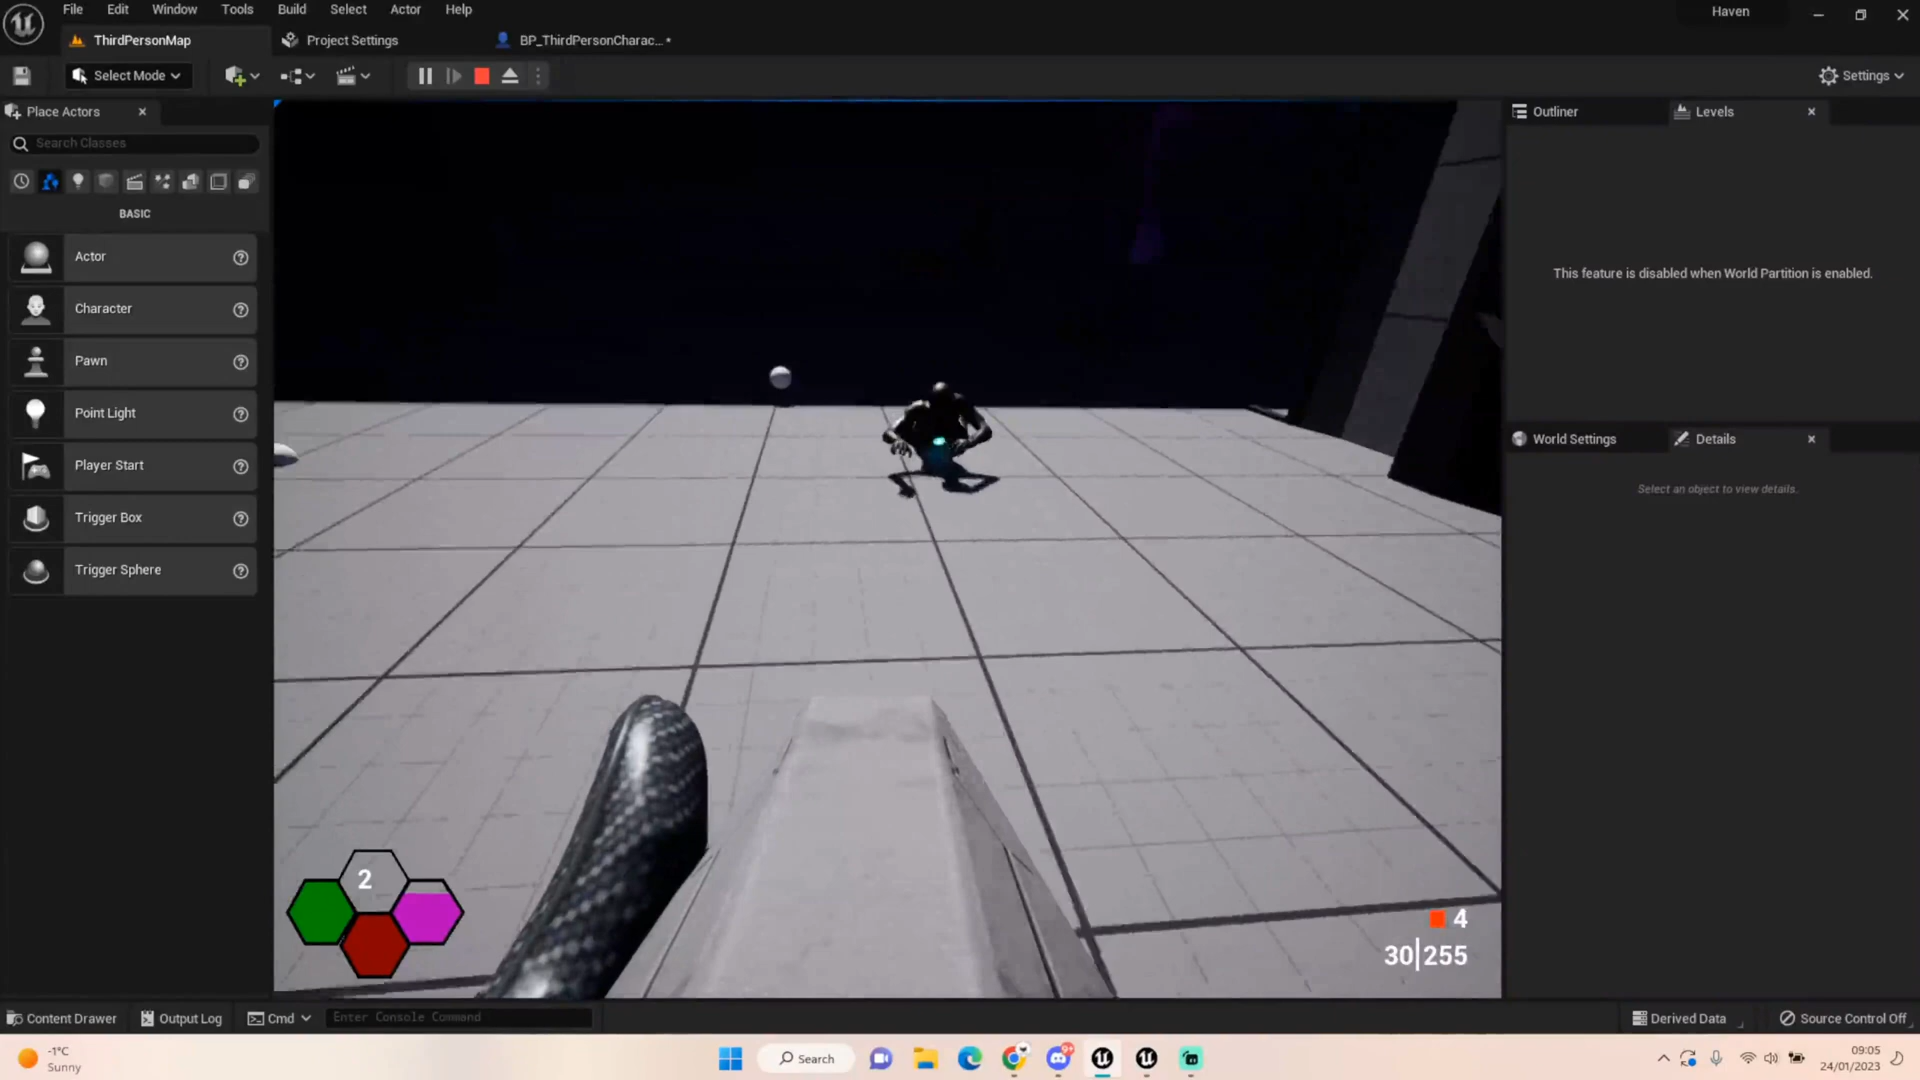 File Edit Window Tools Build Select Actor Help
Haven
ThirdPersonMap
Project Settings
BP_ThirdPersonCharac... •
Select Mode
Settings
Place Actors
Outliner
Levels
Search Classes
BASIC
Actor
Character
Pawn
Point Light
Player Start
Trigger Box
Trigger Sphere
This feature is disabled when World Partition is enabled.
World Settings
Details
Select an object to view details.
2
4
30|255
Content Drawer
Output Log
Cmd
Enter Console Command
Derived Data
Source Control Off
-1°C
Sunny
Search
9+
09:05
24/01/2023